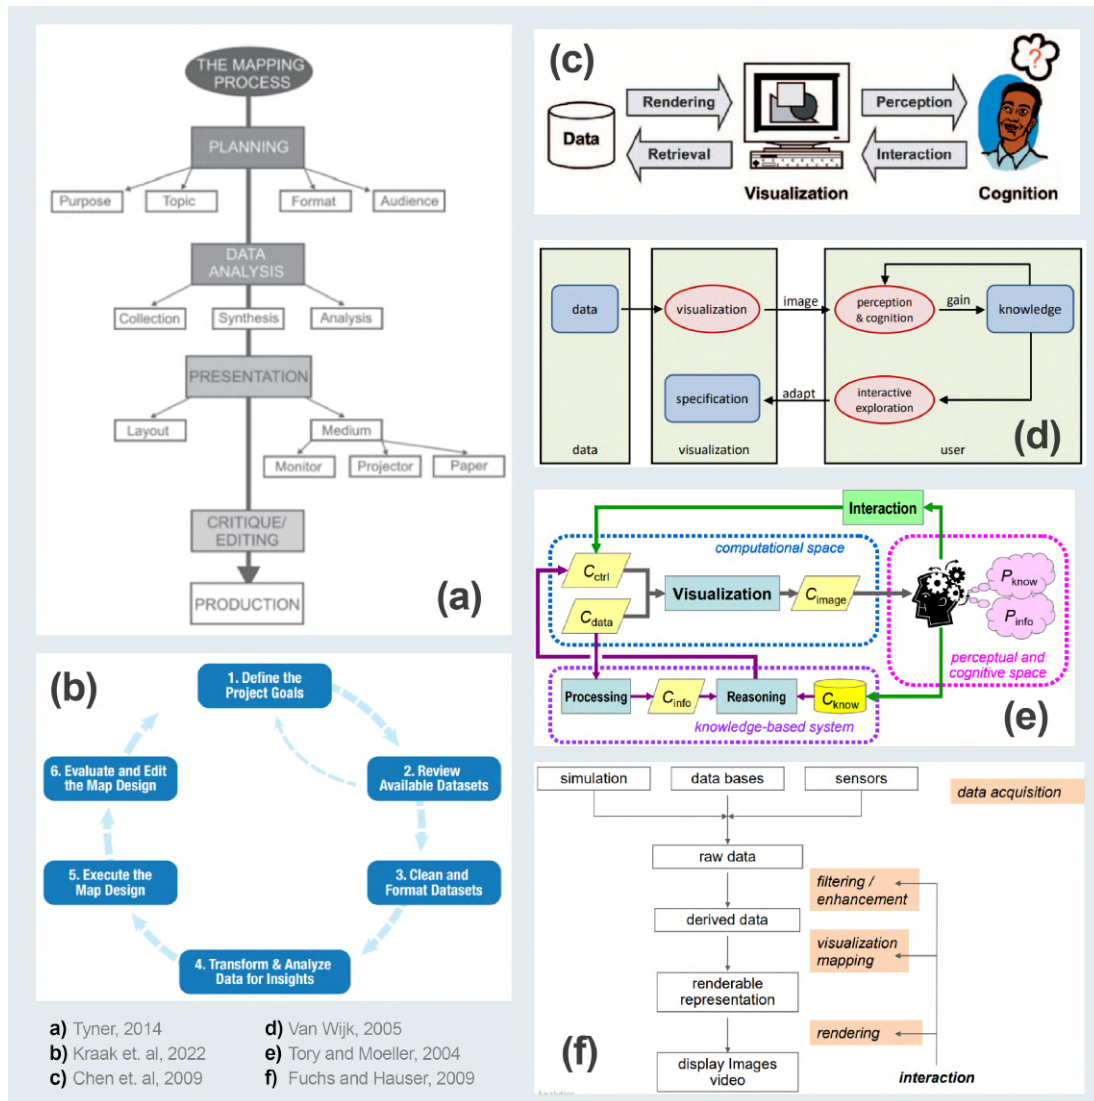 THE MAPPING
PROCESS
PLANNING
Purpose
Topic
Format
Audience
DATA
ANALYSIS
Collection
Synthesis
Analysis
PRESENTATION
Layout
Medium
Monitor
Projector
Paper
CRITIQUE/
EDITING
PRODUCTION
(a)
(b)
1. Define the
Project Goals
2. Review
Available Datasets
3. Clean and
Format Datasets
4. Transform & Analyze
Data for Insights
5. Execute the
Map Design
6. Evaluate and Edit
the Map Design
(c)
Data
Rendering
Retrieval
Visualization
Perception
Interaction
?
Cognition
data
visualization
image
perception
& cognition
gain
knowledge
specification
adapt
interactive
exploration
data
visualization
user
(d)
Interaction
computational space
Cctrl
Cdata
Visualization
Cimage
Pknow
Pinfo
perceptual and
cognitive space
Processing
Cinfo
Reasoning
Cknow
knowledge-based system
(e)
simulation
data bases
sensors
data acquisition
raw data
filtering /
enhancement
derived data
visualization
mapping
renderable
representation
rendering
display Images
video
interaction
(f)
a) Tyner, 2014
b) Kraak et. al, 2022
c) Chen et. al, 2009
d) Van Wijk, 2005
e) Tory and Moeller, 2004
f) Fuchs and Hauser, 2009